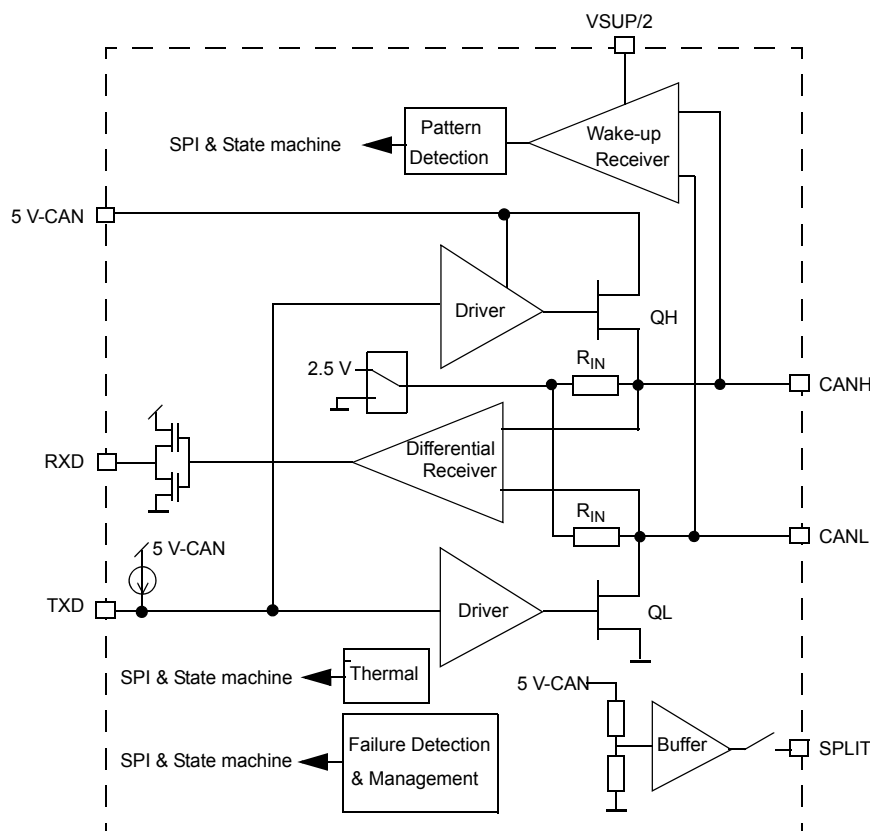 VSUP/2
Pattern
Detection
Wake-up
Receiver
SPI & State machine
5 V-CAN
Driver
QH
2.5 V
RIN
CANH
Differential
Receiver
RXD
RIN
CANL
5 V-CAN
TXD
Driver
QL
SPI & State machine
Thermal
5 V-CAN
SPI & State machine
Failure Detection
& Management
Buffer
SPLIT